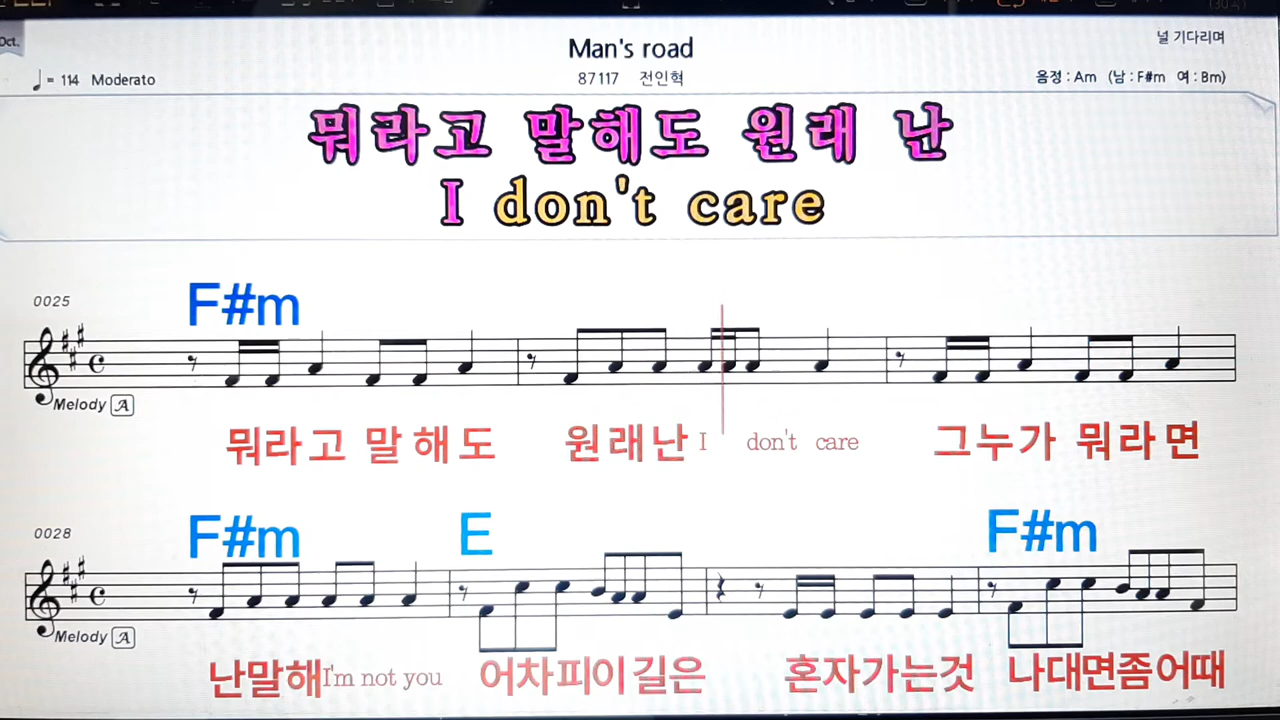 Oct.
Man's road
널 기다리며
♩= 114 Moderato
87117 전인혁
음정 : Am (남 : F#m 여 : Bm)
뭐라고 말해도 원래 난
I don't care
0025
F#m
Melody A
뭐라고 말해도 원래난 I don't care 그누가 뭐라면
0028
F#m E F#m
Melody A
난말해 I'm not you 어차피이길은 혼자가는것 나대면좀어때